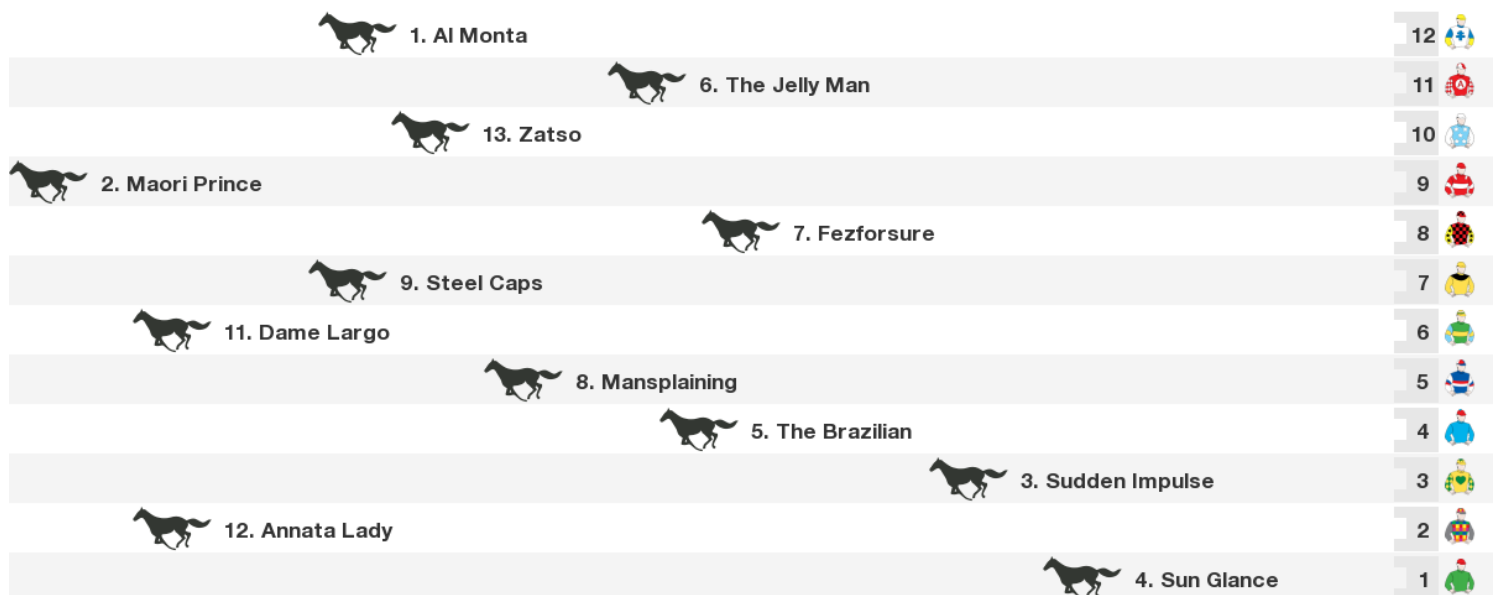 1. Al Monta 12
6. The Jelly Man 11 A
13. Zatso 10
2. Maori Prince 9
7. Fezforsure 8
9. Steel Caps 7
11. Dame Largo 6
8. Mansplaining 5
5. The Brazilian 4
3. Sudden Impulse 3
12. Annata Lady 2
4. Sun Glance 1